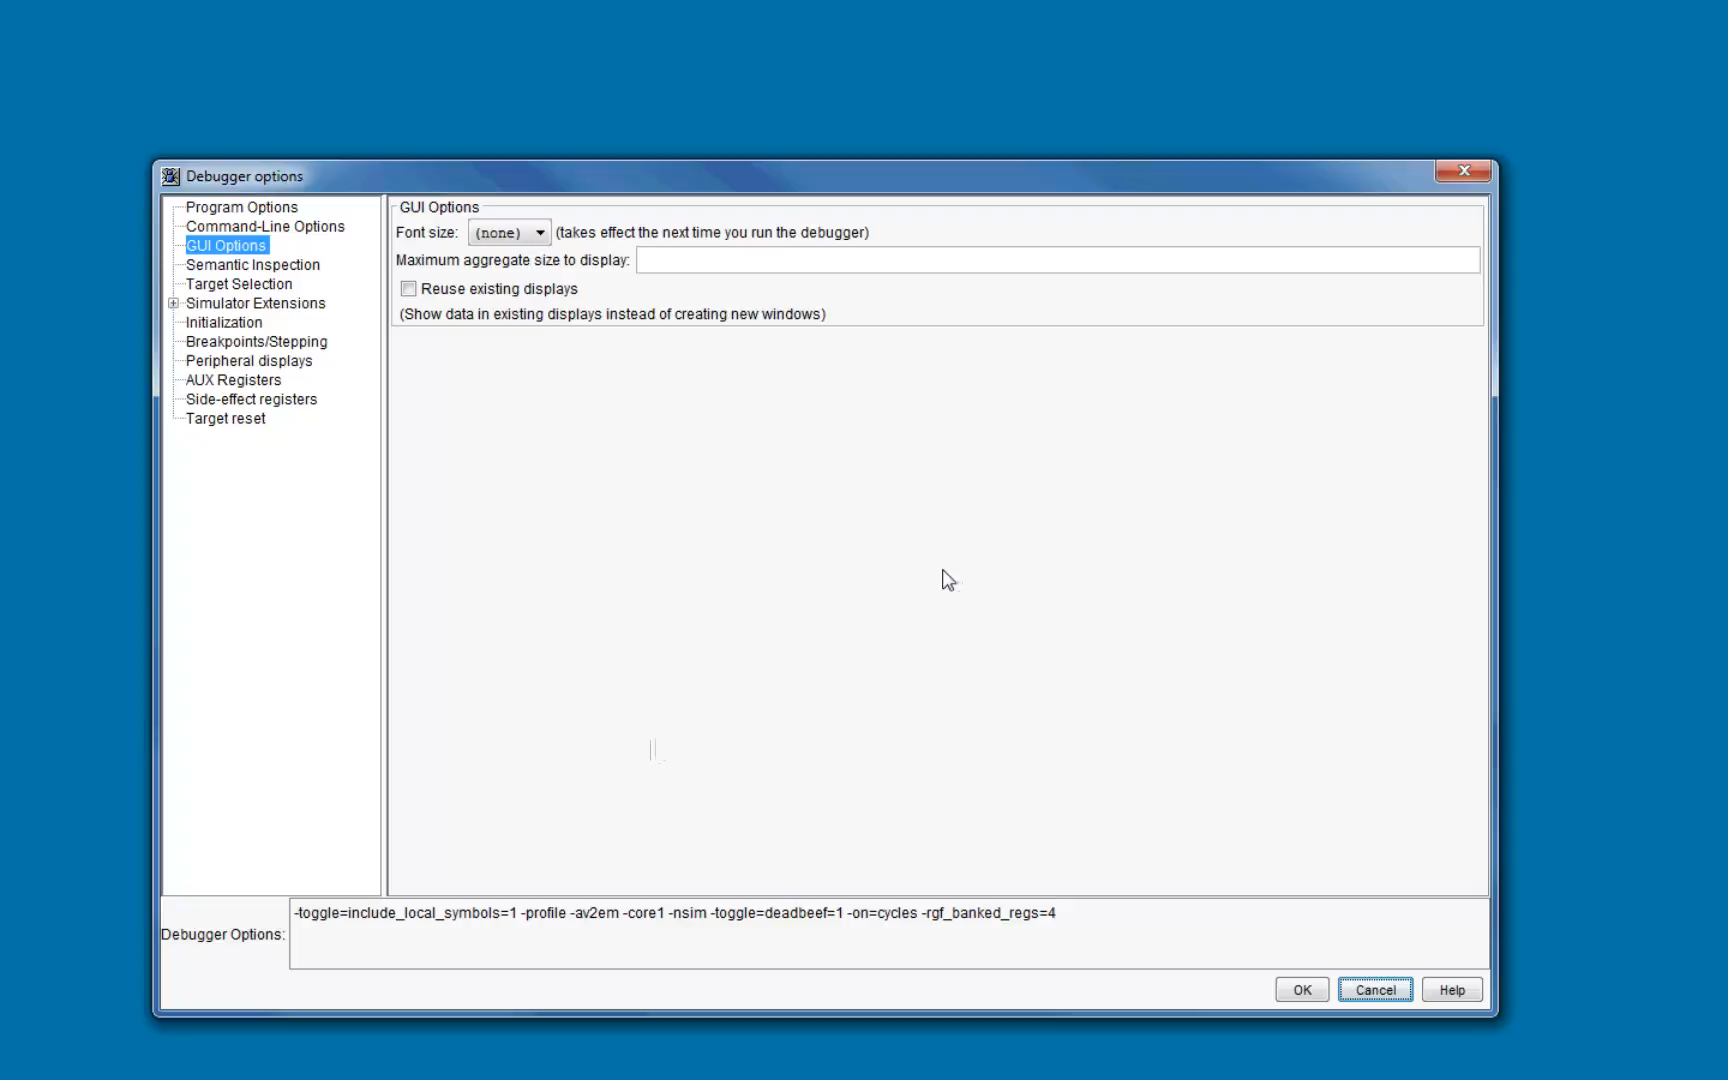 Debugger options
Program Options
Command-Line Options
GUI Options
Semantic Inspection
Target Selection
Simulator Extensions
Initialization
Breakpoints/Stepping
Peripheral displays
AUX Registers
Side-effect registers
Target reset
GUI Options
Font size: (none) (takes effect the next time you run the debugger)
Maximum aggregate size to display:
Reuse existing displays
(Show data in existing displays instead of creating new windows)
Debugger Options:
-toggle=include_local_symbols=1 -profile -av2em -core1 -nsim -toggle=deadbeef=1 -on=cycles -rgf_banked_regs=4
OK Cancel Help